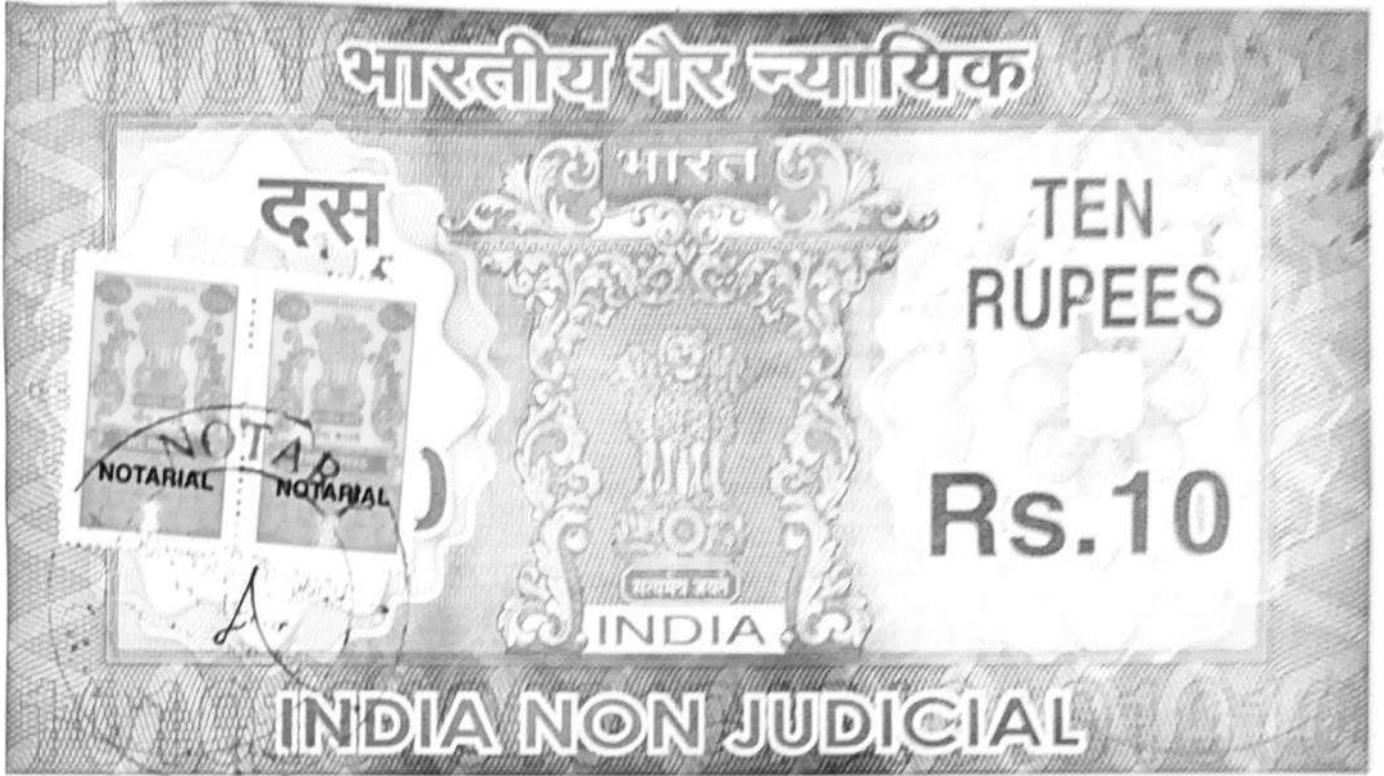 भारतीय गैर न्यायिक
भारत
दस
TEN
RUPEES
NOTAR
NOTARIAL
NOTARIAL
Rs.10
सत्यमेव जयते
INDIA
INDIA NON JUDICIAL